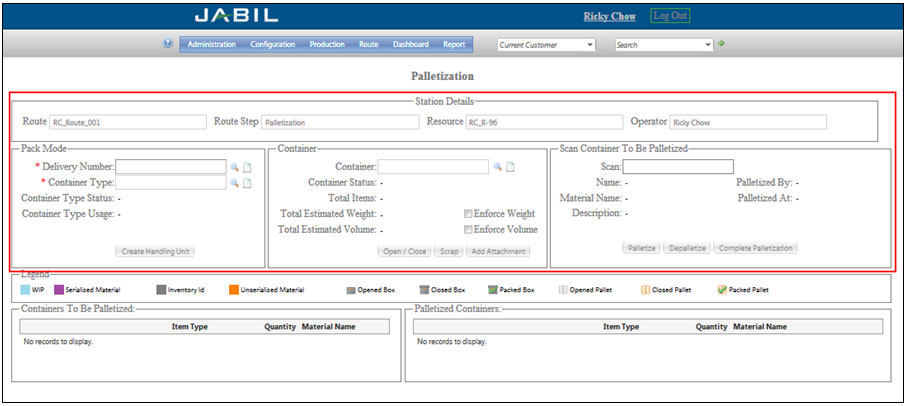 JABIL
Ricky Chow Log Out
Administration Configuration Production Route Dashboard Report Current Customer Search
Palletization
Station Details
Route RC_Route_001 Route Step Palletization Resource RC_R-96 Operator Ricky Chow
Pack Mode
* Delivery Number:
* Container Type:
Container Type Status: -
Container Type Usage: -
Create Handling Unit
Container
Container:
Container Status: -
Total Items: -
Total Estimated Weight: - Enforce Weight
Total Estimated Volume: - Enforce Volume
Open / Close Scrap Add Attachment
Scan Container To Be Palletized
Scan:
Name: - Palletized By: -
Material Name: - Palletized At: -
Description: -
Palletize Depalletize Complete Palletization
Legend
WIP Serialized Material Inventory Id Unserialized Material Opened Box Closed Box Packed Box Opened Pallet Closed Pallet Packed Pallet
Containers To Be Palletized:
Item Type Quantity Material Name
No records to display.
Palletized Containers:
Item Type Quantity Material Name
No records to display.